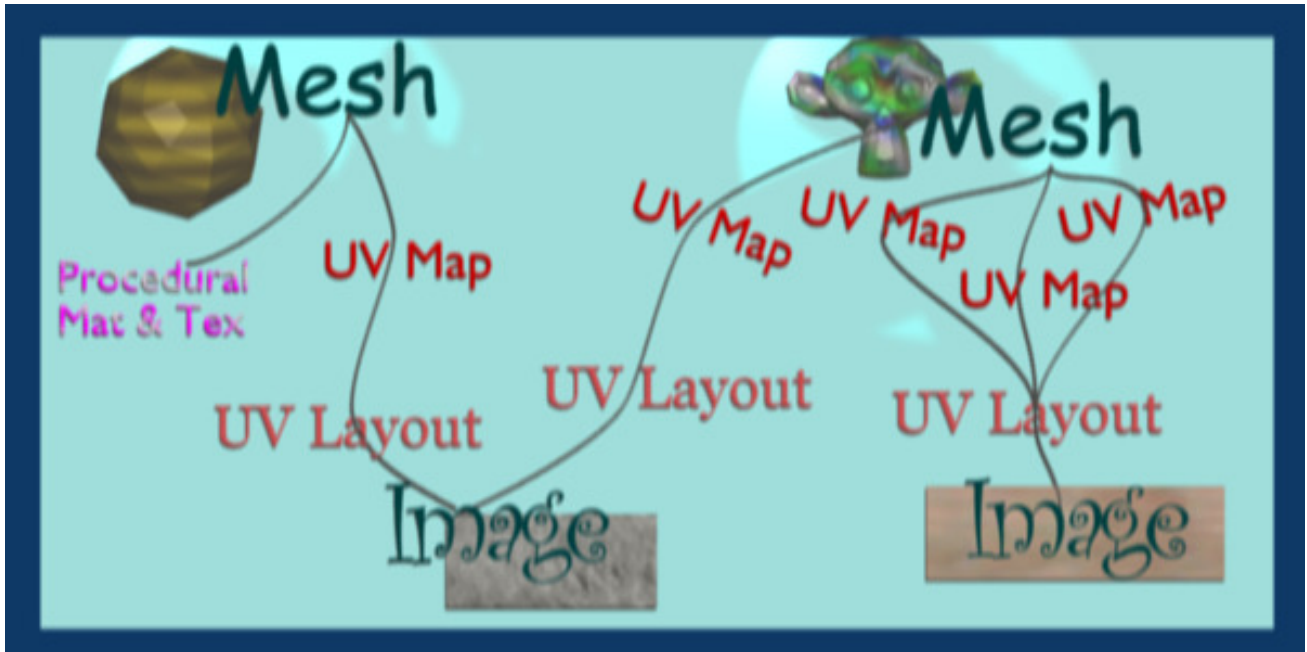 Mesh
Mesh
UV Map
UV Map
UV Map
UV Map
UV Map
Procedural
Mat & Tex
UV Layout
UV Layout
UV Layout
Image
Image